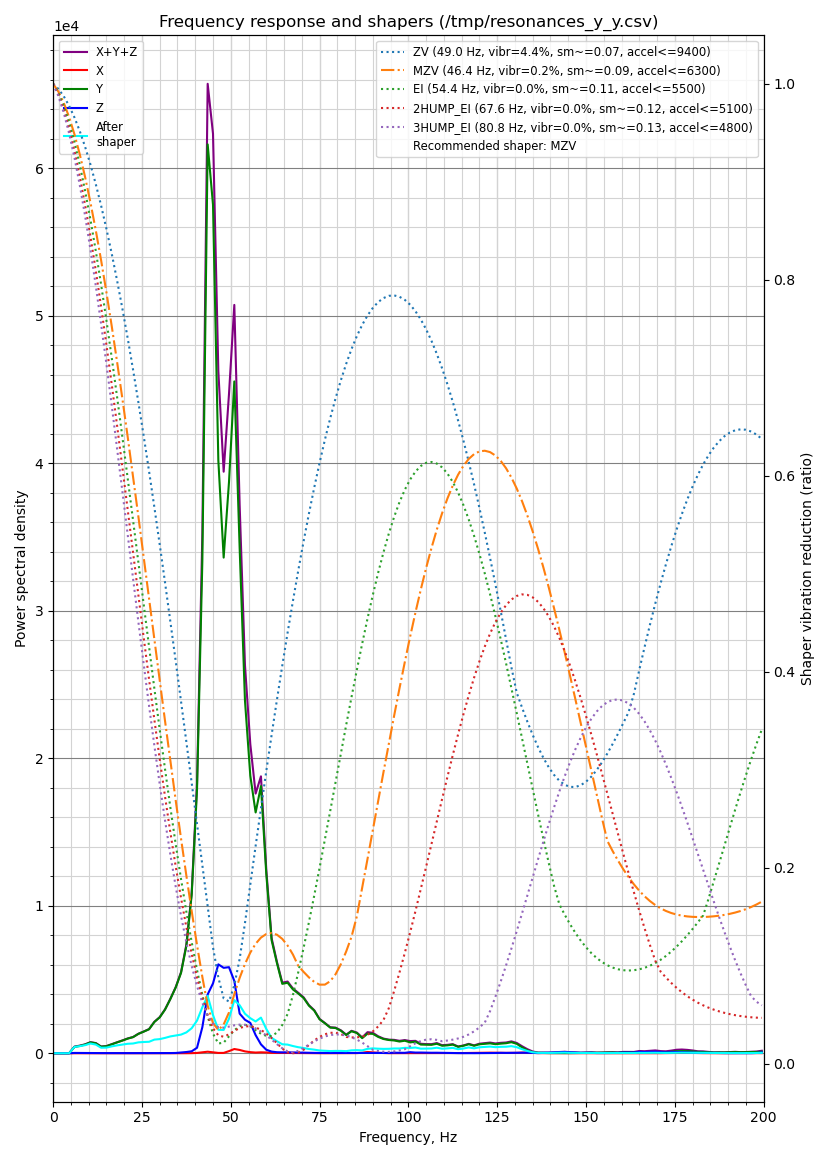 Frequency response and shapers (/tmp/resonances_y_y.csv)
1e4
X+Y+Z
X
Y
Z
After
shaper
ZV (49.0 Hz, vibr=4.4%, sm~=0.07, accel<=9400)
MZV (46.4 Hz, vibr=0.2%, sm~=0.09, accel<=6300)
EI (54.4 Hz, vibr=0.0%, sm~=0.11, accel<=5500)
2HUMP_EI (67.6 Hz, vibr=0.0%, sm~=0.12, accel<=5100)
3HUMP_EI (80.8 Hz, vibr=0.0%, sm~=0.13, accel<=4800)
Recommended shaper: MZV
Power spectral density
6
5
4
3
2
1
0
1.0
0.8
0.6
0.4
0.2
0.0
Shaper vibration reduction (ratio)
0 25 50 75 100 125 150 175 200
Frequency, Hz